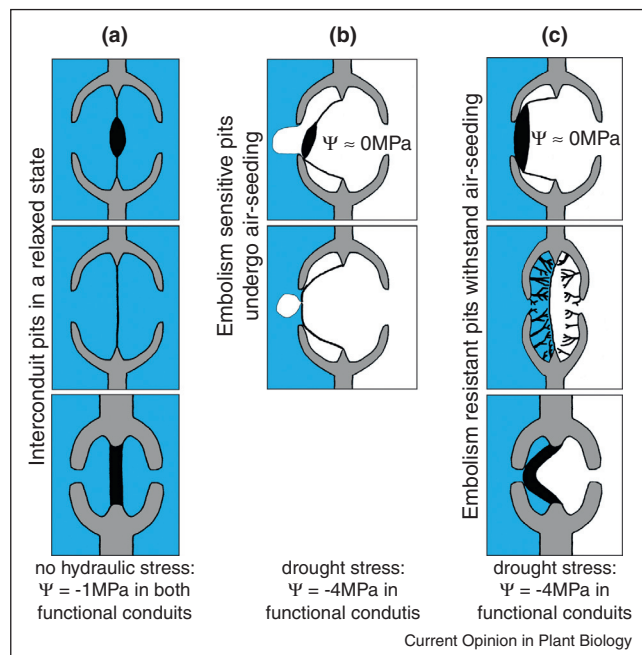 (a)
(b)
(c)
Interconduit pits in a relaxed state
Embolism sensitive pits
undergo air-seeding
Ψ ≈ 0MPa
Embolism resistant pits withstand air-seeding
Ψ ≈ 0MPa
no hydraulic stress:
Ψ = -1MPa in both
functional conduits
drought stress:
Ψ = -4MPa in
functional condutis
drought stress:
Ψ = -4MPa in
functional conduits
Current Opinion in Plant Biology